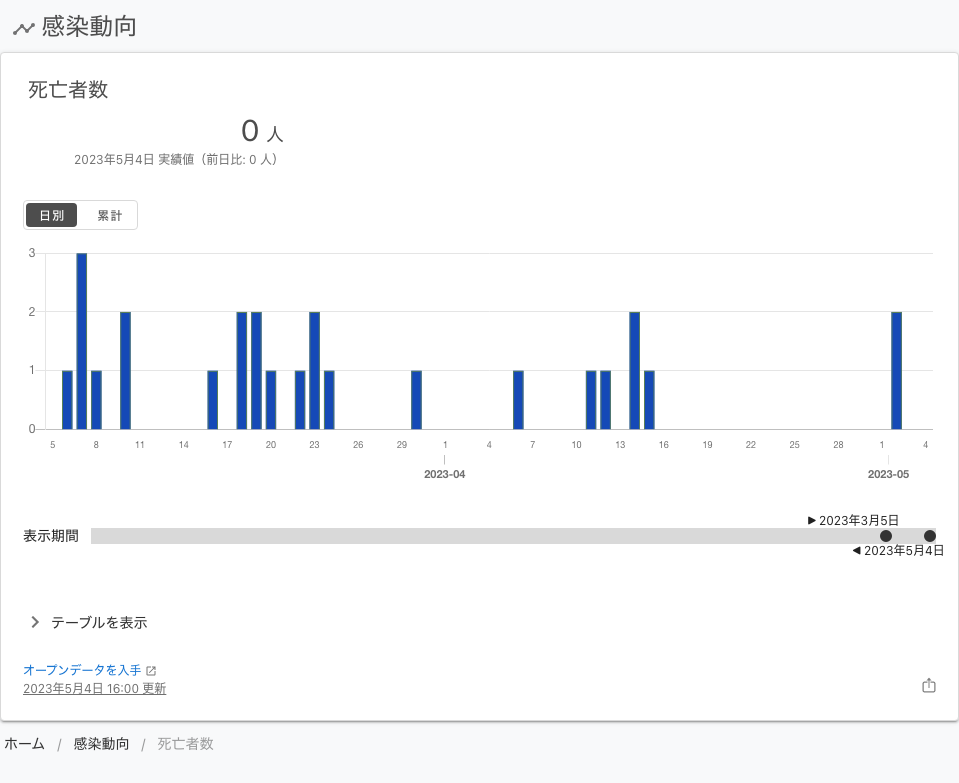 感染動向
死亡者数
0 人
2023年5月4日 実績値（前日比: 0 人）
日別 累計
3
2
1
0
5 8 11 14 17 20 23 26 29 1 4 7 10 13 16 19 22 25 28 1 4
2023-04 2023-05
▶ 2023年3月5日
表示期間
◀ 2023年5月4日
テーブルを表示
オープンデータを入手
2023年5月4日 16:00 更新
ホーム / 感染動向 / 死亡者数